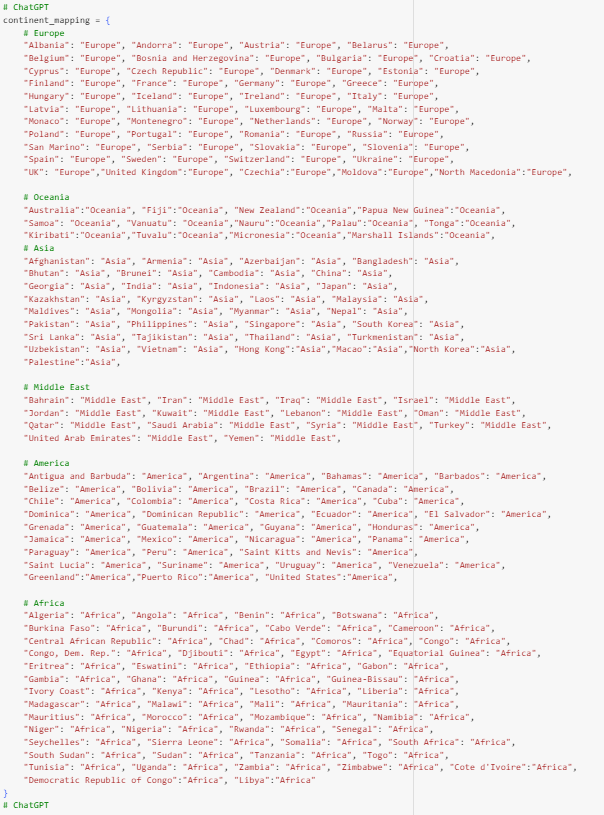 # ChatGPT
continent_mapping = {
# Europe
"Albania": "Europe", "Andorra": "Europe", "Austria": "Europe", "Belarus": "Europe",
"Belgium": "Europe", "Bosnia and Herzegovina": "Europe", "Bulgaria": "Europe", "Croatia": "Europe",
"Cyprus": "Europe", "Czech Republic": "Europe", "Denmark": "Europe", "Estonia": "Europe",
"Finland": "Europe", "France": "Europe", "Germany": "Europe", "Greece": "Europe",
"Hungary": "Europe", "Iceland": "Europe", "Ireland": "Europe", "Italy": "Europe",
"Latvia": "Europe", "Lithuania": "Europe", "Luxembourg": "Europe", "Malta": "Europe",
"Monaco": "Europe", "Montenegro": "Europe", "Netherlands": "Europe", "Norway": "Europe",
"Poland": "Europe", "Portugal": "Europe", "Romania": "Europe", "Russia": "Europe",
"San Marino": "Europe", "Serbia": "Europe", "Slovakia": "Europe", "Slovenia": "Europe",
"Spain": "Europe", "Sweden": "Europe", "Switzerland": "Europe", "Ukraine": "Europe",
"UK": "Europe","United Kingdom":"Europe", "Czechia":"Europe","Moldova":"Europe","North Macedonia":"Europe",
# Oceania
"Australia":"Oceania", "Fiji":"Oceania", "New Zealand":"Oceania","Papua New Guinea":"Oceania",
"Samoa": "Oceania", "Vanuatu": "Oceania","Nauru":"Oceania","Palau":"Oceania", "Tonga":"Oceania",
"Kiribati":"Oceania","Tuvalu":"Oceania","Micronesia":"Oceania","Marshall Islands":"Oceania",
# Asia
"Afghanistan": "Asia", "Armenia": "Asia", "Azerbaijan": "Asia", "Bangladesh": "Asia",
"Bhutan": "Asia", "Brunei": "Asia", "Cambodia": "Asia", "China": "Asia",
"Georgia": "Asia", "India": "Asia", "Indonesia": "Asia", "Japan": "Asia",
"Kazakhstan": "Asia", "Kyrgyzstan": "Asia", "Laos": "Asia", "Malaysia": "Asia",
"Maldives": "Asia", "Mongolia": "Asia", "Myanmar": "Asia", "Nepal": "Asia",
"Pakistan": "Asia", "Philippines": "Asia", "Singapore": "Asia", "South Korea": "Asia",
"Sri Lanka": "Asia", "Tajikistan": "Asia", "Thailand": "Asia", "Turkmenistan": "Asia",
"Uzbekistan": "Asia", "Vietnam": "Asia", "Hong Kong":"Asia","Macao":"Asia","North Korea":"Asia",
"Palestine":"Asia",
# Middle East
"Bahrain": "Middle East", "Iran": "Middle East", "Iraq": "Middle East", "Israel": "Middle East",
"Jordan": "Middle East", "Kuwait": "Middle East", "Lebanon": "Middle East", "Oman": "Middle East",
"Qatar": "Middle East", "Saudi Arabia": "Middle East", "Syria": "Middle East", "Turkey": "Middle East",
"United Arab Emirates": "Middle East", "Yemen": "Middle East",
# America
"Antigua and Barbuda": "America", "Argentina": "America", "Bahamas": "America", "Barbados": "America",
"Belize": "America", "Bolivia": "America", "Brazil": "America", "Canada": "America",
"Chile": "America", "Colombia": "America", "Costa Rica": "America", "Cuba": "America",
"Dominica": "America", "Dominican Republic": "America", "Ecuador": "America", "El Salvador": "America",
"Grenada": "America", "Guatemala": "America", "Guyana": "America", "Honduras": "America",
"Jamaica": "America", "Mexico": "America", "Nicaragua": "America", "Panama": "America",
"Paraguay": "America", "Peru": "America", "Saint Kitts and Nevis": "America",
"Saint Lucia": "America", "Suriname": "America", "Uruguay": "America", "Venezuela": "America",
"Greenland":"America","Puerto Rico":"America", "United States":"America",
# Africa
"Algeria": "Africa", "Angola": "Africa", "Benin": "Africa", "Botswana": "Africa",
"Burkina Faso": "Africa", "Burundi": "Africa", "Cabo Verde": "Africa", "Cameroon": "Africa",
"Central African Republic": "Africa", "Chad": "Africa", "Comoros": "Africa", "Congo": "Africa",
"Congo, Dem. Rep.": "Africa", "Djibouti": "Africa", "Egypt": "Africa", "Equatorial Guinea": "Africa",
"Eritrea": "Africa", "Eswatini": "Africa", "Ethiopia": "Africa", "Gabon": "Africa",
"Gambia": "Africa", "Ghana": "Africa", "Guinea": "Africa", "Guinea-Bissau": "Africa",
"Ivory Coast": "Africa", "Kenya": "Africa", "Lesotho": "Africa", "Liberia": "Africa",
"Madagascar": "Africa", "Malawi": "Africa", "Mali": "Africa", "Mauritania": "Africa",
"Mauritius": "Africa", "Morocco": "Africa", "Mozambique": "Africa", "Namibia": "Africa",
"Niger": "Africa", "Nigeria": "Africa", "Rwanda": "Africa", "Senegal": "Africa",
"Seychelles": "Africa", "Sierra Leone": "Africa", "Somalia": "Africa", "South Africa": "Africa",
"South Sudan": "Africa", "Sudan": "Africa", "Tanzania": "Africa", "Togo": "Africa",
"Tunisia": "Africa", "Uganda": "Africa", "Zambia": "Africa", "Zimbabwe": "Africa", "Cote d'Ivoire":"Africa",
"Democratic Republic of Congo":"Africa", "Libya":"Africa"
}
# ChatGPT